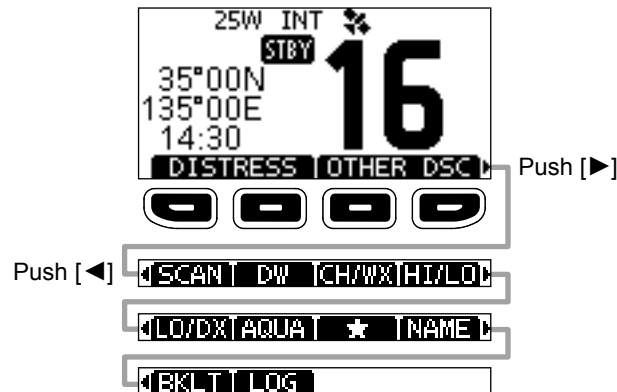 25W INT
STBY
16
35°00N
135°00E
14:30
DISTRESS OTHER DSC ▶
Push [▶]
Push [◀]
◀ SCAN DW CH/WX HI/LO ▶
◀ LO/DX AQUA ★ NAME ▶
◀ BKLT LOG